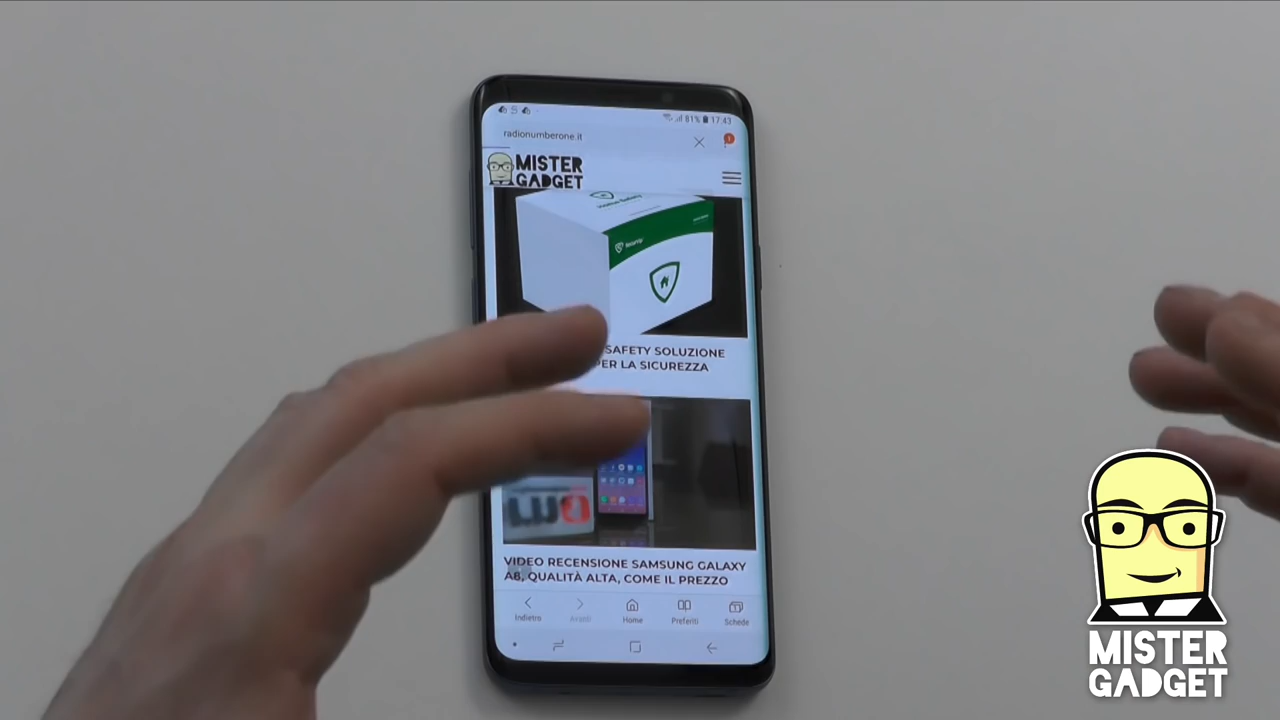 81% 17:43
radionumberone.it
MISTER
GADGET
SAFETY SOLUZIONE
PER LA SICUREZZA
VIDEO RECENSIONE SAMSUNG GALAXY
A8, QUALITÀ ALTA, COME IL PREZZO
Indietro Avanti Home Preferiti Schede
MISTER
GADGET